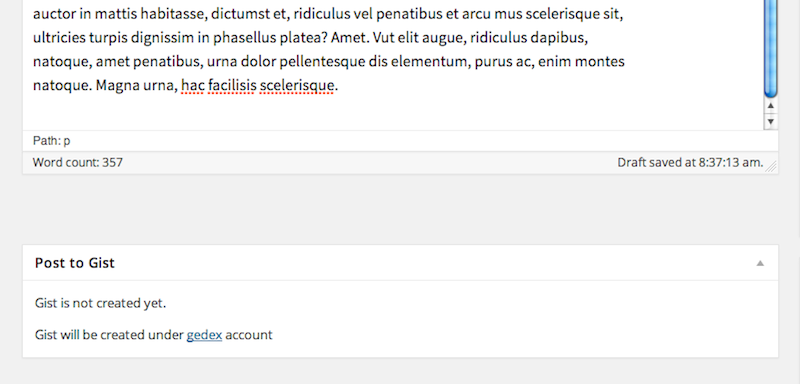 auctor in mattis habitasse, dictumst et, ridiculus vel penatibus et arcu mus scelerisque sit,
ultricies turpis dignissim in phasellus platea? Amet. Vut elit augue, ridiculus dapibus,
natoque, amet penatibus, urna dolor pellentesque dis elementum, purus ac, enim montes
natoque. Magna urna, hac facilisis scelerisque.
Path: p
Word count: 357
Draft saved at 8:37:13 am.
Post to Gist
Gist is not created yet.
Gist will be created under gedex account